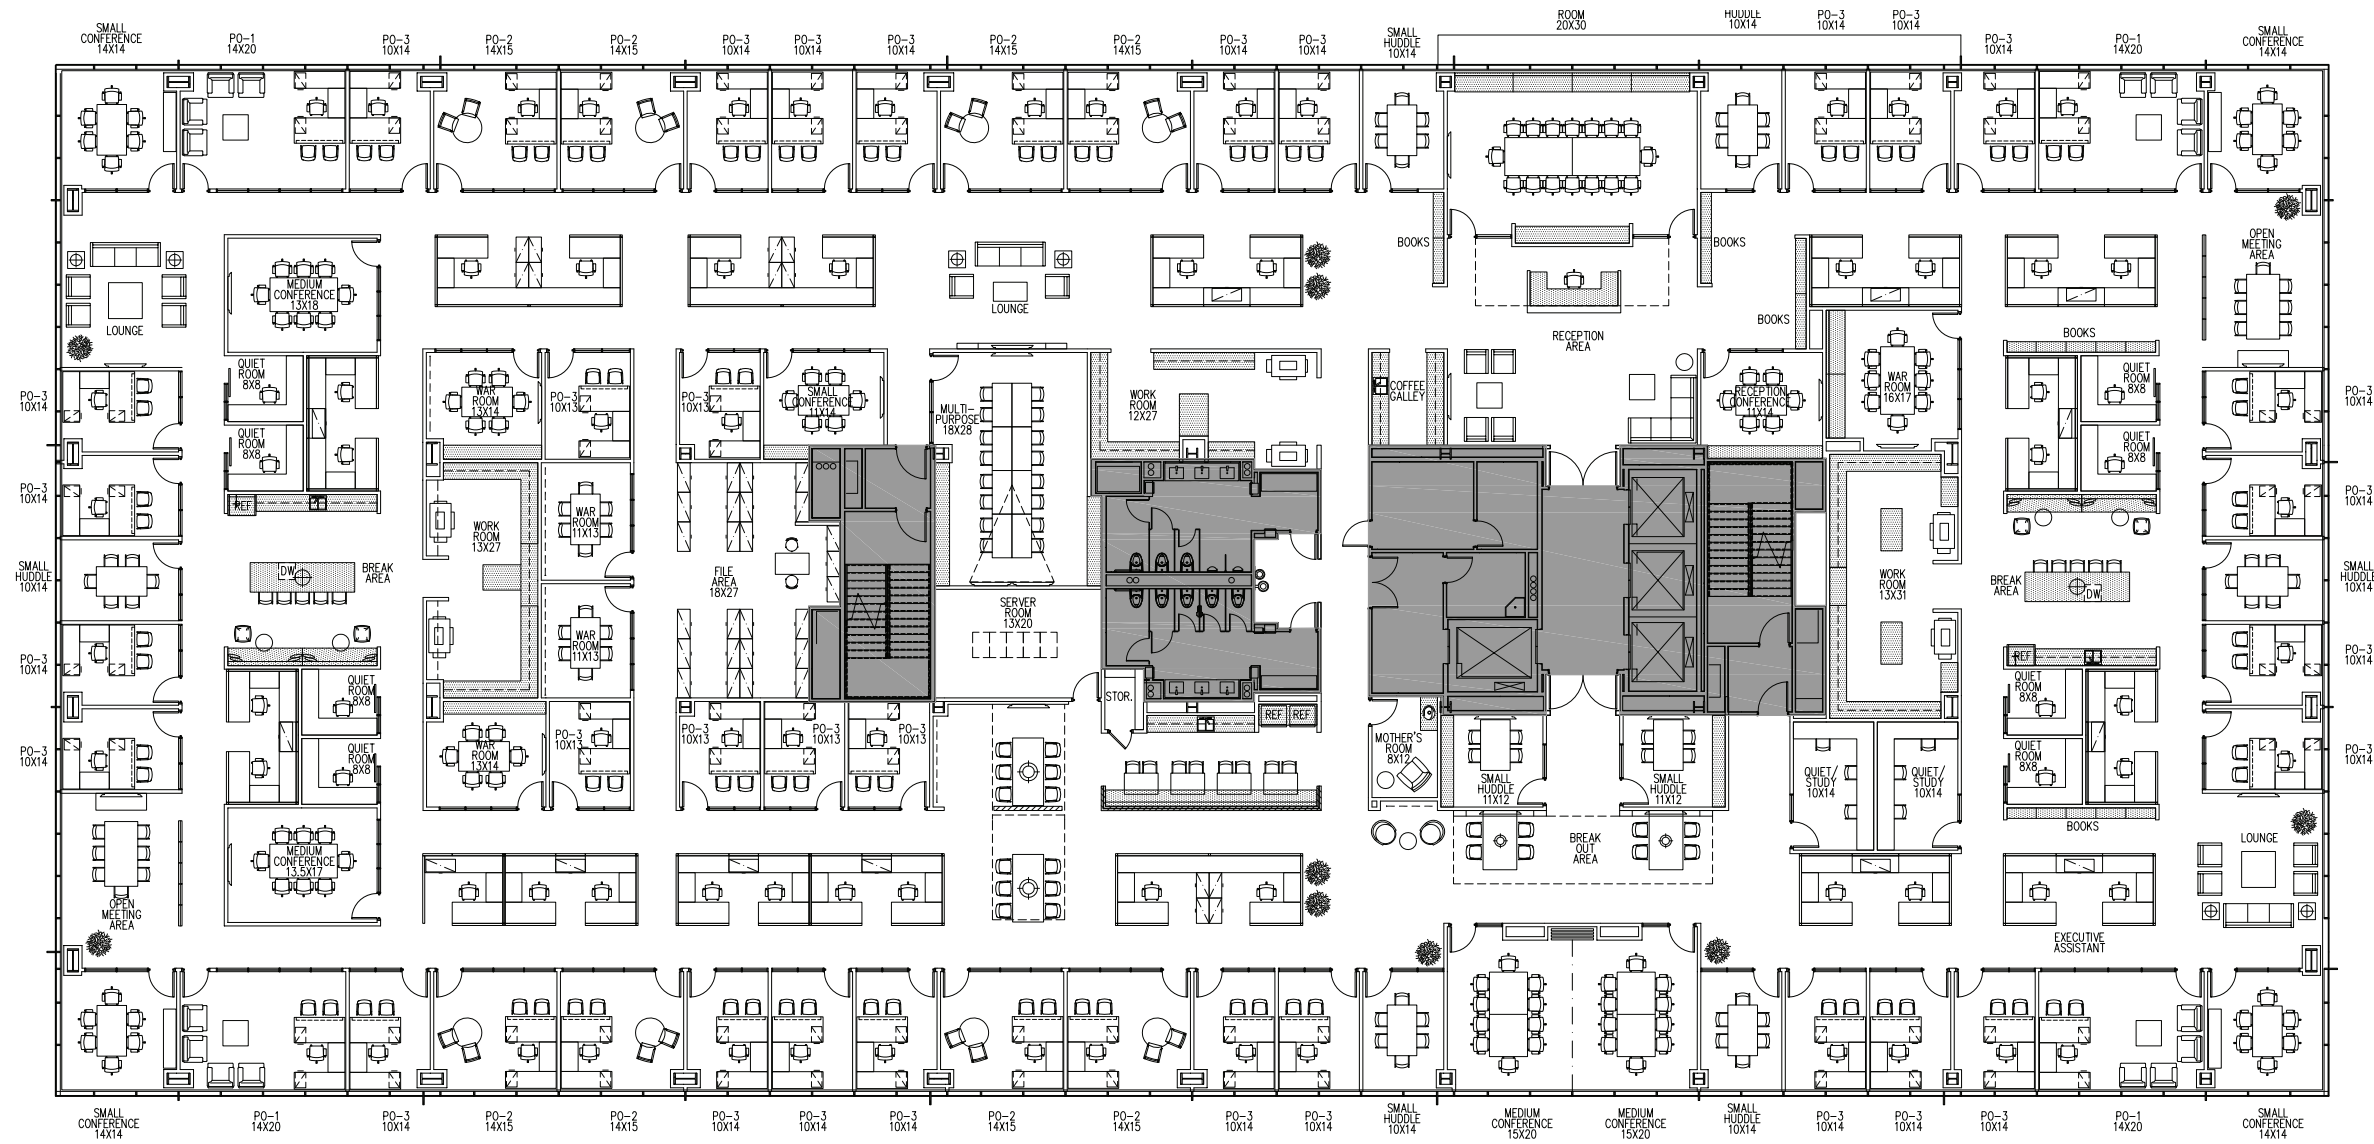 SMALL
CONFERENCE
14X14
PO-1
14X20
PO-3
10X14
PO-2
14X15
PO-2
14X15
PO-3
10X14
PO-3
10X14
PO-3
10X14
PO-2
14X15
PO-2
14X15
PO-3
10X14
PO-3
10X14
SMALL
HUDDLE
10X14
ROOM
20X30
HUDDLE
10X14
PO-3
10X14
PO-3
10X14
PO-3
10X14
PO-1
14X20
SMALL
CONFERENCE
14X14
BOOKS
BOOKS
OPEN
MEETING
AREA
MEDIUM
CONFERENCE
13X18
LOUNGE
LOUNGE
RECEPTION
AREA
BOOKS
BOOKS
QUIET
ROOM
8X8
QUIET
ROOM
8X8
WAR
ROOM
13X14
PO-3
10X13
PO-3
10X13
SMALL
CONFERENCE
11X14
MULTI-
PURPOSE
18X28
WORK
ROOM
12X27
COFFEE
GALLEY
RECEPTION
CONFERENCE
11X14
WAR
ROOM
16X17
QUIET
ROOM
8X8
QUIET
ROOM
8X8
PO-3
10X14
PO-3
10X14
PO-3
10X14
PO-3
10X14
REF
WORK
ROOM
13X27
WAR
ROOM
11X13
FILE
AREA
18X27
SERVER
ROOM
13X20
WORK
ROOM
13X31
SMALL
HUDDLE
10X14
DW
BREAK
AREA
BREAK
AREA
DW
SMALL
HUDDLE
10X14
WAR
ROOM
11X13
PO-3
10X14
REF
PO-3
10X14
QUIET
ROOM
8X8
QUIET
ROOM
8X8
STOR.
REF
REF
QUIET
ROOM
8X8
QUIET
ROOM
8X8
PO-3
10X14
WAR
ROOM
13X14
PO-3
10X13
PO-3
10X13
PO-3
10X13
PO-3
10X13
MOTHER'S
ROOM
8X12
SMALL
HUDDLE
11X12
SMALL
HUDDLE
11X12
QUIET/
STUDY
10X14
QUIET/
STUDY
10X14
PO-3
10X14
BOOKS
BREAK
OUT
AREA
LOUNGE
MEDIUM
CONFERENCE
13.5X17
OPEN
MEETING
AREA
EXECUTIVE
ASSISTANT
SMALL
CONFERENCE
14X14
PO-1
14X20
PO-3
10X14
PO-2
14X15
PO-2
14X15
PO-3
10X14
PO-3
10X14
PO-3
10X14
PO-2
14X15
PO-2
14X15
PO-3
10X14
PO-3
10X14
SMALL
HUDDLE
10X14
MEDIUM
CONFERENCE
15X20
MEDIUM
CONFERENCE
15X20
SMALL
HUDDLE
10X14
PO-3
10X14
PO-3
10X14
PO-3
10X14
PO-1
14X20
SMALL
CONFERENCE
14X14